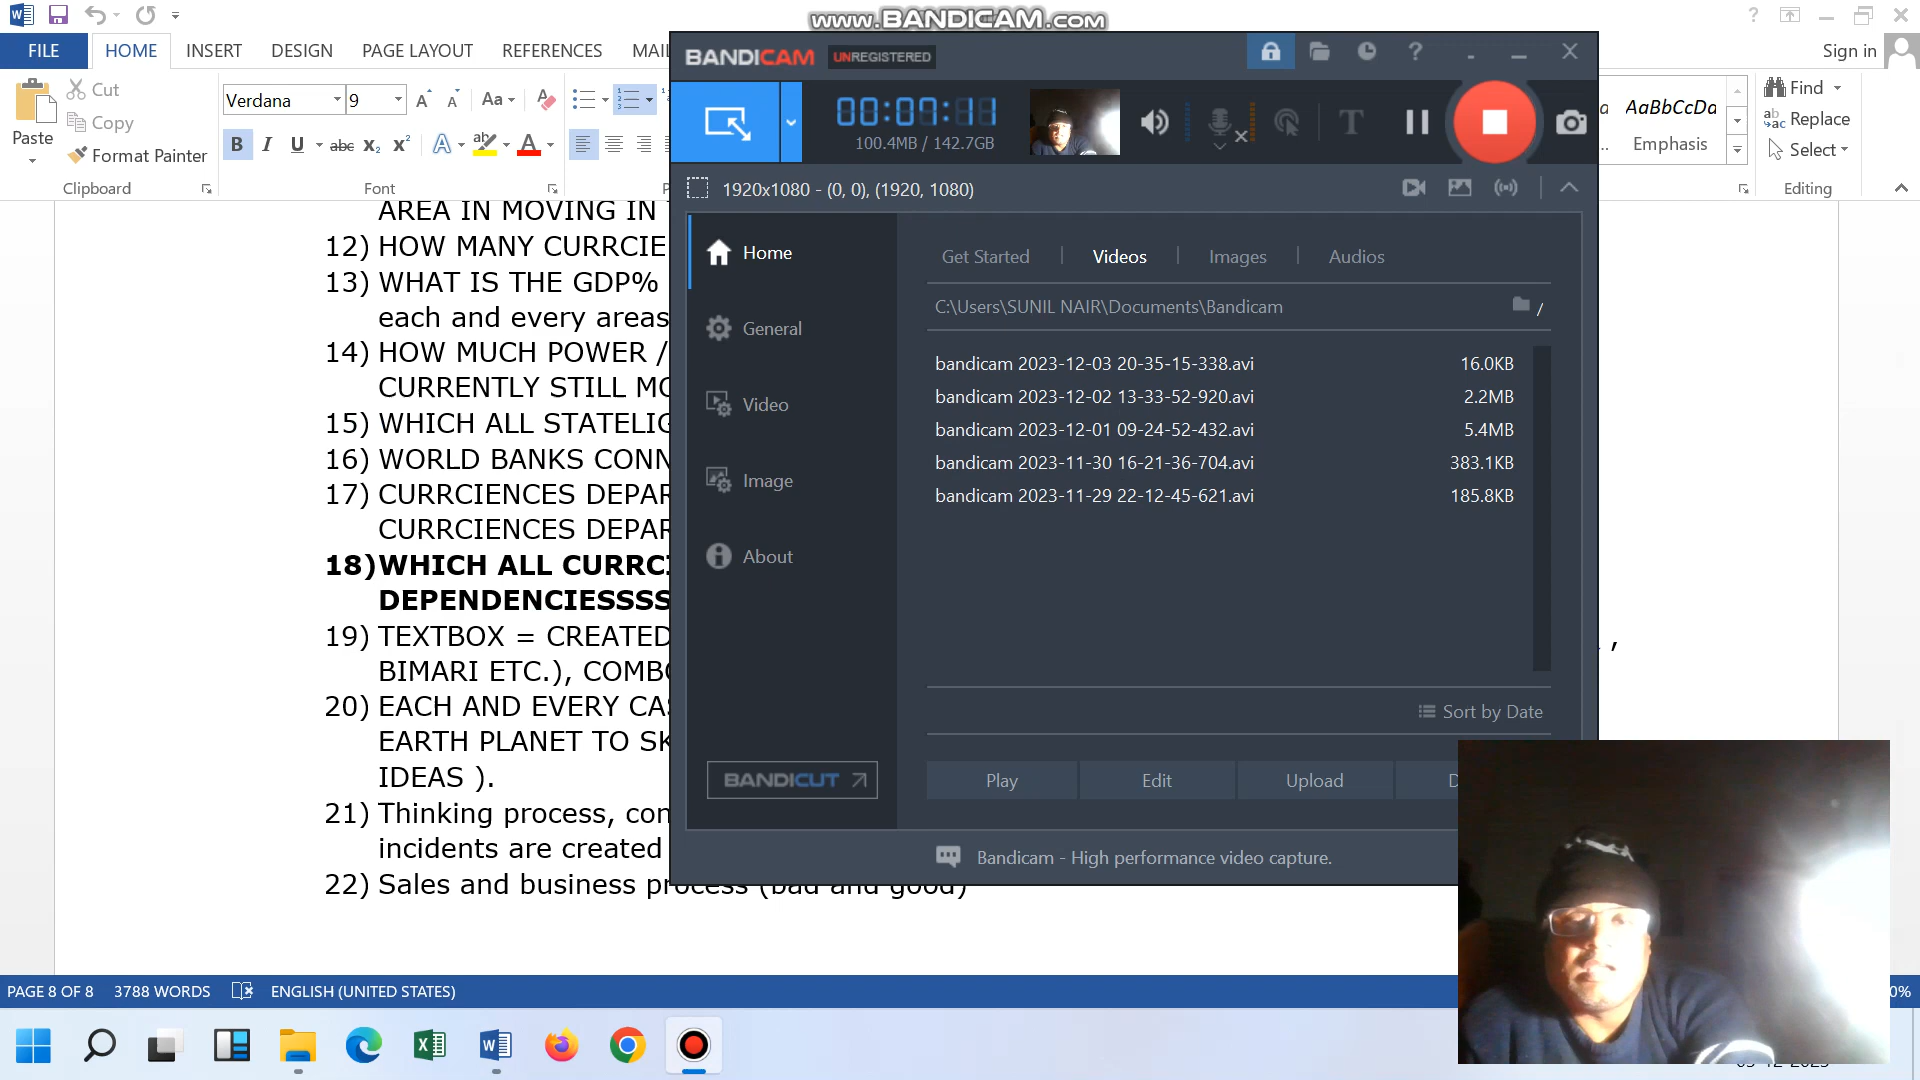 www.BANDICAM.com
FILE HOME INSERT DESIGN PAGE LAYOUT REFERENCES MAIL
Sign in
Paste
Cut
Copy
Format Painter
Clipboard
Verdana 9
Font
AaBbCcDa
Emphasis
Find
Replace
Select
Editing
BANDICAM UNREGISTERED
00:07:11
100.4MB / 142.7GB
1920x1080 - (0, 0), (1920, 1080)
Home
General
Video
Image
About
BANDICUT
Get Started Videos Images Audios
C:\Users\SUNIL NAIR\Documents\Bandicam
/
bandicam 2023-12-03 20-35-15-338.avi 16.0KB
bandicam 2023-12-02 13-33-52-920.avi 2.2MB
bandicam 2023-12-01 09-24-52-432.avi 5.4MB
bandicam 2023-11-30 16-21-36-704.avi 383.1KB
bandicam 2023-11-29 22-12-45-621.avi 185.8KB
Sort by Date
Play Edit Upload D
Bandicam - High performance video capture.
AREA IN MOVING IN
12) HOW MANY CURRCIE
13) WHAT IS THE GDP%
each and every areas
14) HOW MUCH POWER /
CURRENTLY STILL MO
15) WHICH ALL STATELIG
16) WORLD BANKS CONN
17) CURRCIENCES DEPAR
CURRCIENCES DEPAR
18) WHICH ALL CURRCI
DEPENDENCIESSSS
19) TEXTBOX = CREATED
BIMARI ETC.), COMBO
20) EACH AND EVERY CAS
EARTH PLANET TO SK
IDEAS ).
21) Thinking process, con
incidents are created
22) Sales and business process (bad and good)
PAGE 8 OF 8 3788 WORDS ENGLISH (UNITED STATES)
0%